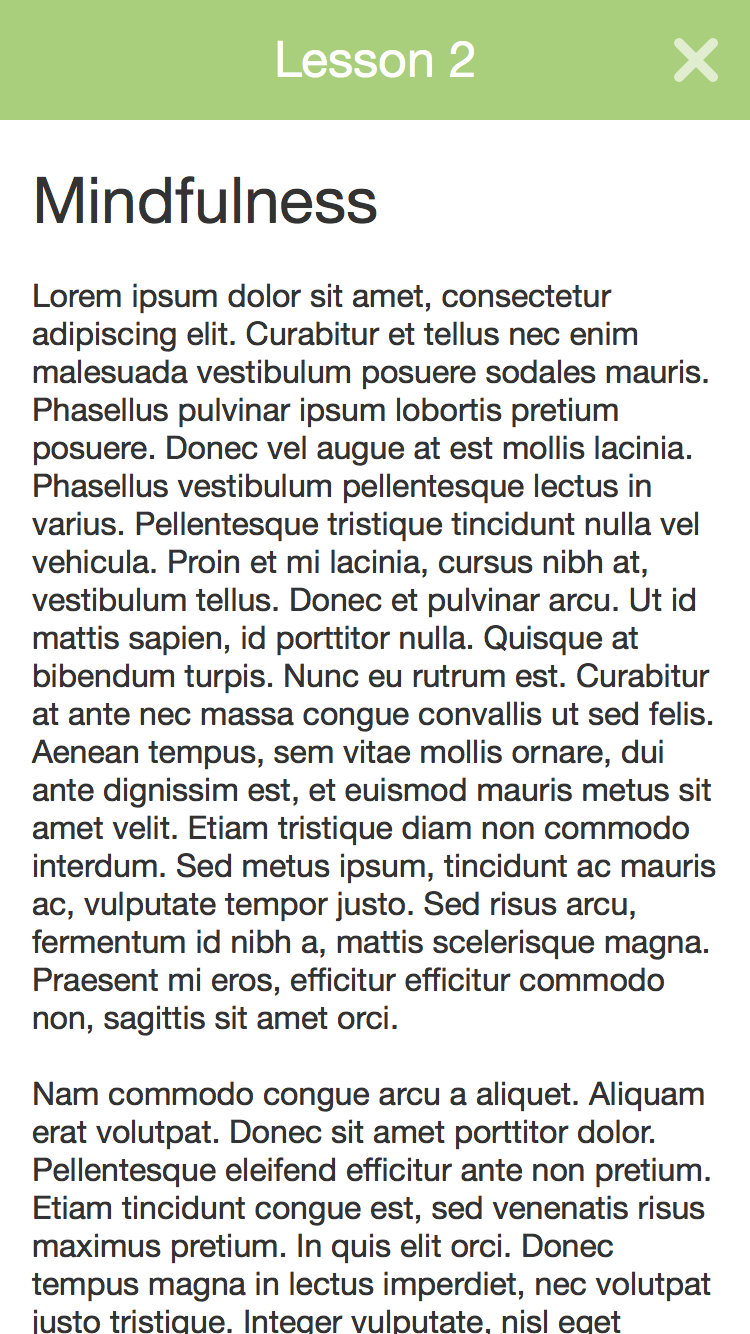 Lesson 2
Mindfulness
Lorem ipsum dolor sit amet, consectetur
adipiscing elit. Curabitur et tellus nec enim
malesuada vestibulum posuere sodales mauris.
Phasellus pulvinar ipsum lobortis pretium
posuere. Donec vel augue at est mollis lacinia.
Phasellus vestibulum pellentesque lectus in
varius. Pellentesque tristique tincidunt nulla vel
vehicula. Proin et mi lacinia, cursus nibh at,
vestibulum tellus. Donec et pulvinar arcu. Ut id
mattis sapien, id porttitor nulla. Quisque at
bibendum turpis. Nunc eu rutrum est. Curabitur
at ante nec massa congue convallis ut sed felis.
Aenean tempus, sem vitae mollis ornare, dui
ante dignissim est, et euismod mauris metus sit
amet velit. Etiam tristique diam non commodo
interdum. Sed metus ipsum, tincidunt ac mauris
ac, vulputate tempor justo. Sed risus arcu,
fermentum id nibh a, mattis scelerisque magna.
Praesent mi eros, efficitur efficitur commodo
non, sagittis sit amet orci.
Nam commodo congue arcu a aliquet. Aliquam
erat volutpat. Donec sit amet porttitor dolor.
Pellentesque eleifend efficitur ante non pretium.
Etiam tincidunt congue est, sed venenatis risus
maximus pretium. In quis elit orci. Donec
tempus magna in lectus imperdiet, nec volutpat
justo tristique. Integer vulputate, nisl eget